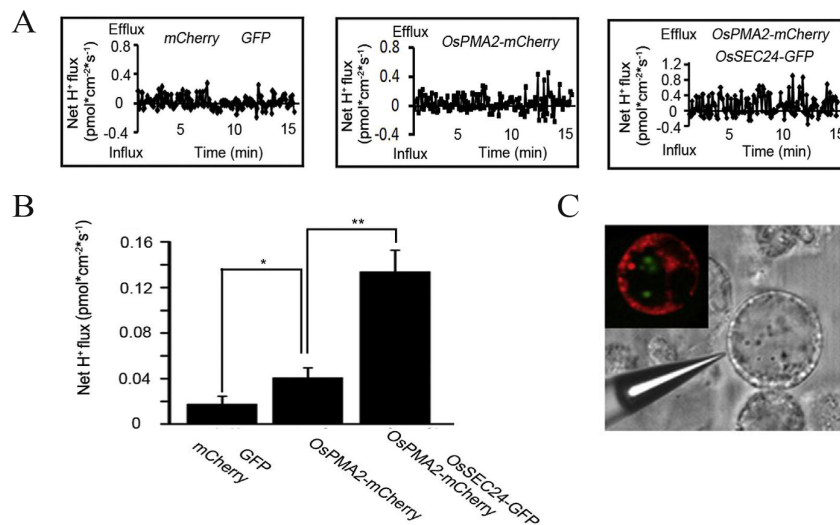 A
Efflux
0.8
0.4
0
-0.4
Net H⁺ flux
(pmol*cm⁻²*s⁻¹)
mCherry GFP
5 10 15
Influx Time (min)
Efflux
0.8
0.4
0
-0.4
Net H⁺ flux
(pmol*cm⁻²*s⁻¹)
OsPMA2-mCherry
5 10 15
Influx Time (min)
Efflux
1.2
0.8
0.4
0
-0.4
Net H⁺ flux
(pmol*cm⁻²*s⁻¹)
OsPMA2-mCherry
OsSEC24-GFP
5 10 15
Influx Time (min)
B
Net H⁺ flux (pmol*cm⁻²*s⁻¹)
0.16
0.12
0.08
0.04
0
*
**
GFP
mCherry
OsPMA2-mCherry
OsSEC24-GFP
OsPMA2-mCherry
C